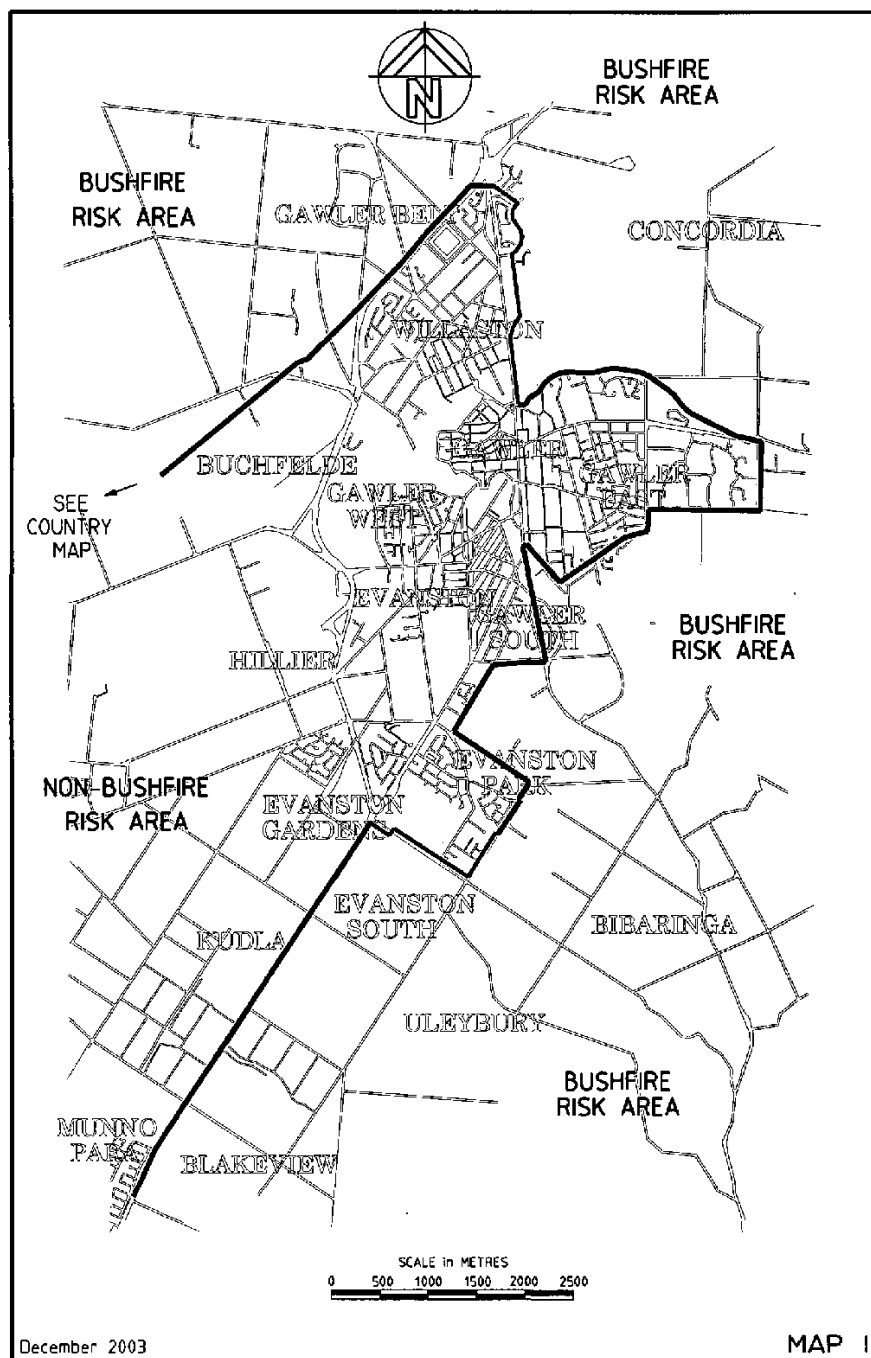 N
BUSHFIRE
RISK AREA
BUSHFIRE
RISK AREA
GAWLER BELT
CONCORDIA
WILLASTON
GAWLER
BUCHFELDE
GAWLER
EAST
GAWLER
WEST
SEE
COUNTRY
MAP
EVANSTON
GAWLER
SOUTH
BUSHFIRE
RISK AREA
HILLIER
EVANSTON
PARK
NON-BUSHFIRE
RISK AREA
EVANSTON
GARDENS
EVANSTON
SOUTH
BIBARINGA
KUDLA
ULEYBURY
BUSHFIRE
RISK AREA
MUNNO
PARA
BLAKEVIEW
SCALE in METRES
0 500 1000 1500 2000 2500
December 2003
MAP 1